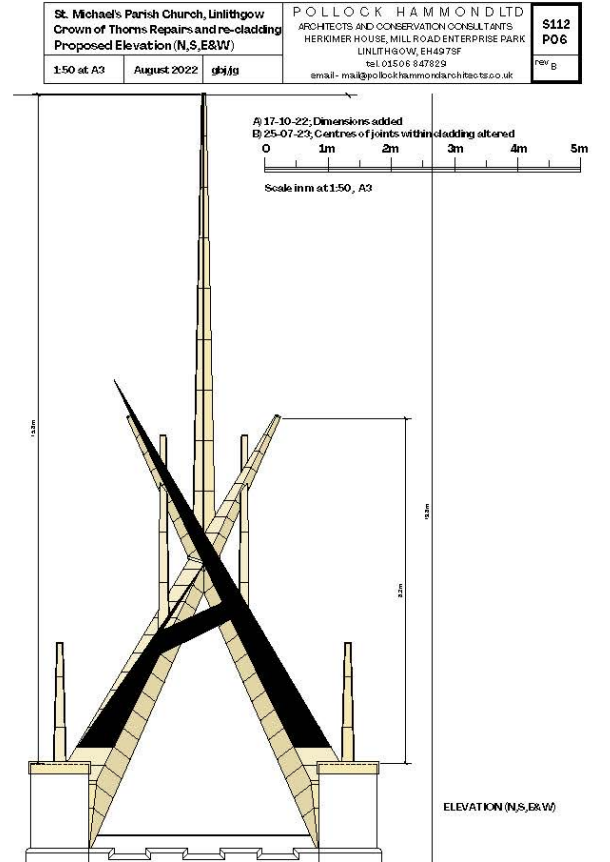 St. Michael's Parish Church, Linlithgow
Crown of Thorns Repairs and re-cladding
Proposed Elevation (N,S,E&W)
1:50 at A3
August 2022
gbj/jg
POLLOCK HAMMOND LTD
ARCHITECTS AND CONSERVATION CONSULTANTS
HERKIMER HOUSE, MILL ROAD ENTERPRISE PARK
LINLITHGOW, EH49 7SF
tel. 01506 847829
email- mail@pollockhammondarchitects.co.uk
S112
P06
rev B
A) 17-10-22; Dimensions added
B) 25-07-23; Centres of joints within cladding altered
0 1m 2m 3m 4m 5m
Scale in m at 1:50, A3
ELEVATION (N,S,E&W)